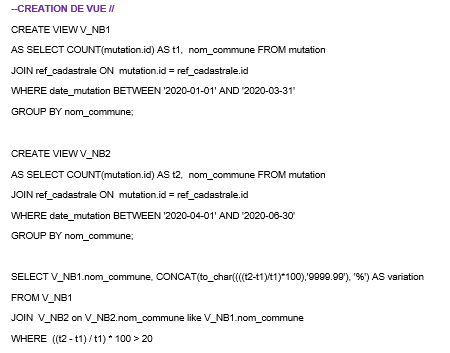 --CREATION DE VUE //
CREATE VIEW V_NB1
AS SELECT COUNT(mutation.id) AS t1, nom_commune FROM mutation
JOIN ref_cadastrale ON mutation.id = ref_cadastrale.id
WHERE date_mutation BETWEEN '2020-01-01' AND '2020-03-31'
GROUP BY nom_commune;
CREATE VIEW V_NB2
AS SELECT COUNT(mutation.id) AS t2, nom_commune FROM mutation
JOIN ref_cadastrale ON mutation.id = ref_cadastrale.id
WHERE date_mutation BETWEEN '2020-04-01' AND '2020-06-30'
GROUP BY nom_commune;
SELECT V_NB1.nom_commune, CONCAT(to_char((((t2-t1)/t1)*100),'9999.99'), '%') AS variation
FROM V_NB1
JOIN V_NB2 on V_NB2.nom_commune like V_NB1.nom_commune
WHERE ((t2 - t1) / t1) * 100 > 20